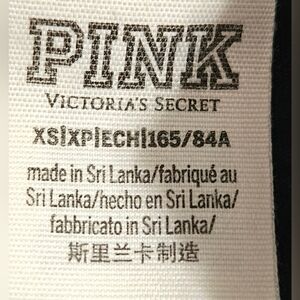 PINK
VICTORIA'S SECRET
XS|XP|ECH|165/84A
made in Sri Lanka/fabriqué au
Sri Lanka/hecho en Sri Lanka/
fabbricato in Sri Lanka/
斯里兰卡制造